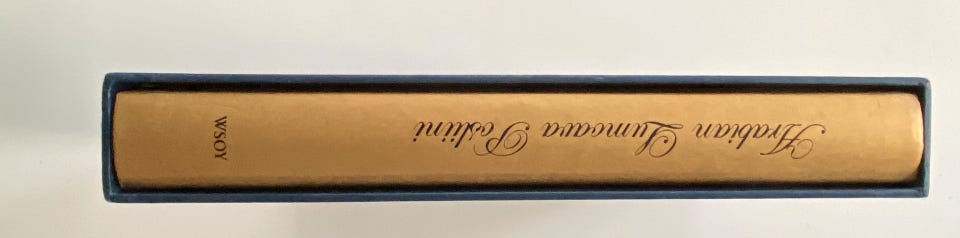 Arabian Lumoava Posliini
WSOY